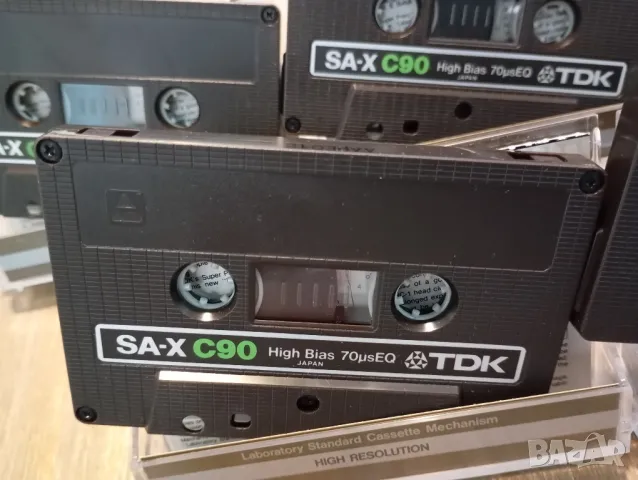 SA-X C90 High Bias 70µsEQ TDK
JAPAN
A-X
A
SA-X C90 High Bias 70µsEQ TDK
JAPAN
Laboratory Standard Cassette Mechanism
HIGH RESOLUTION
BAZAR